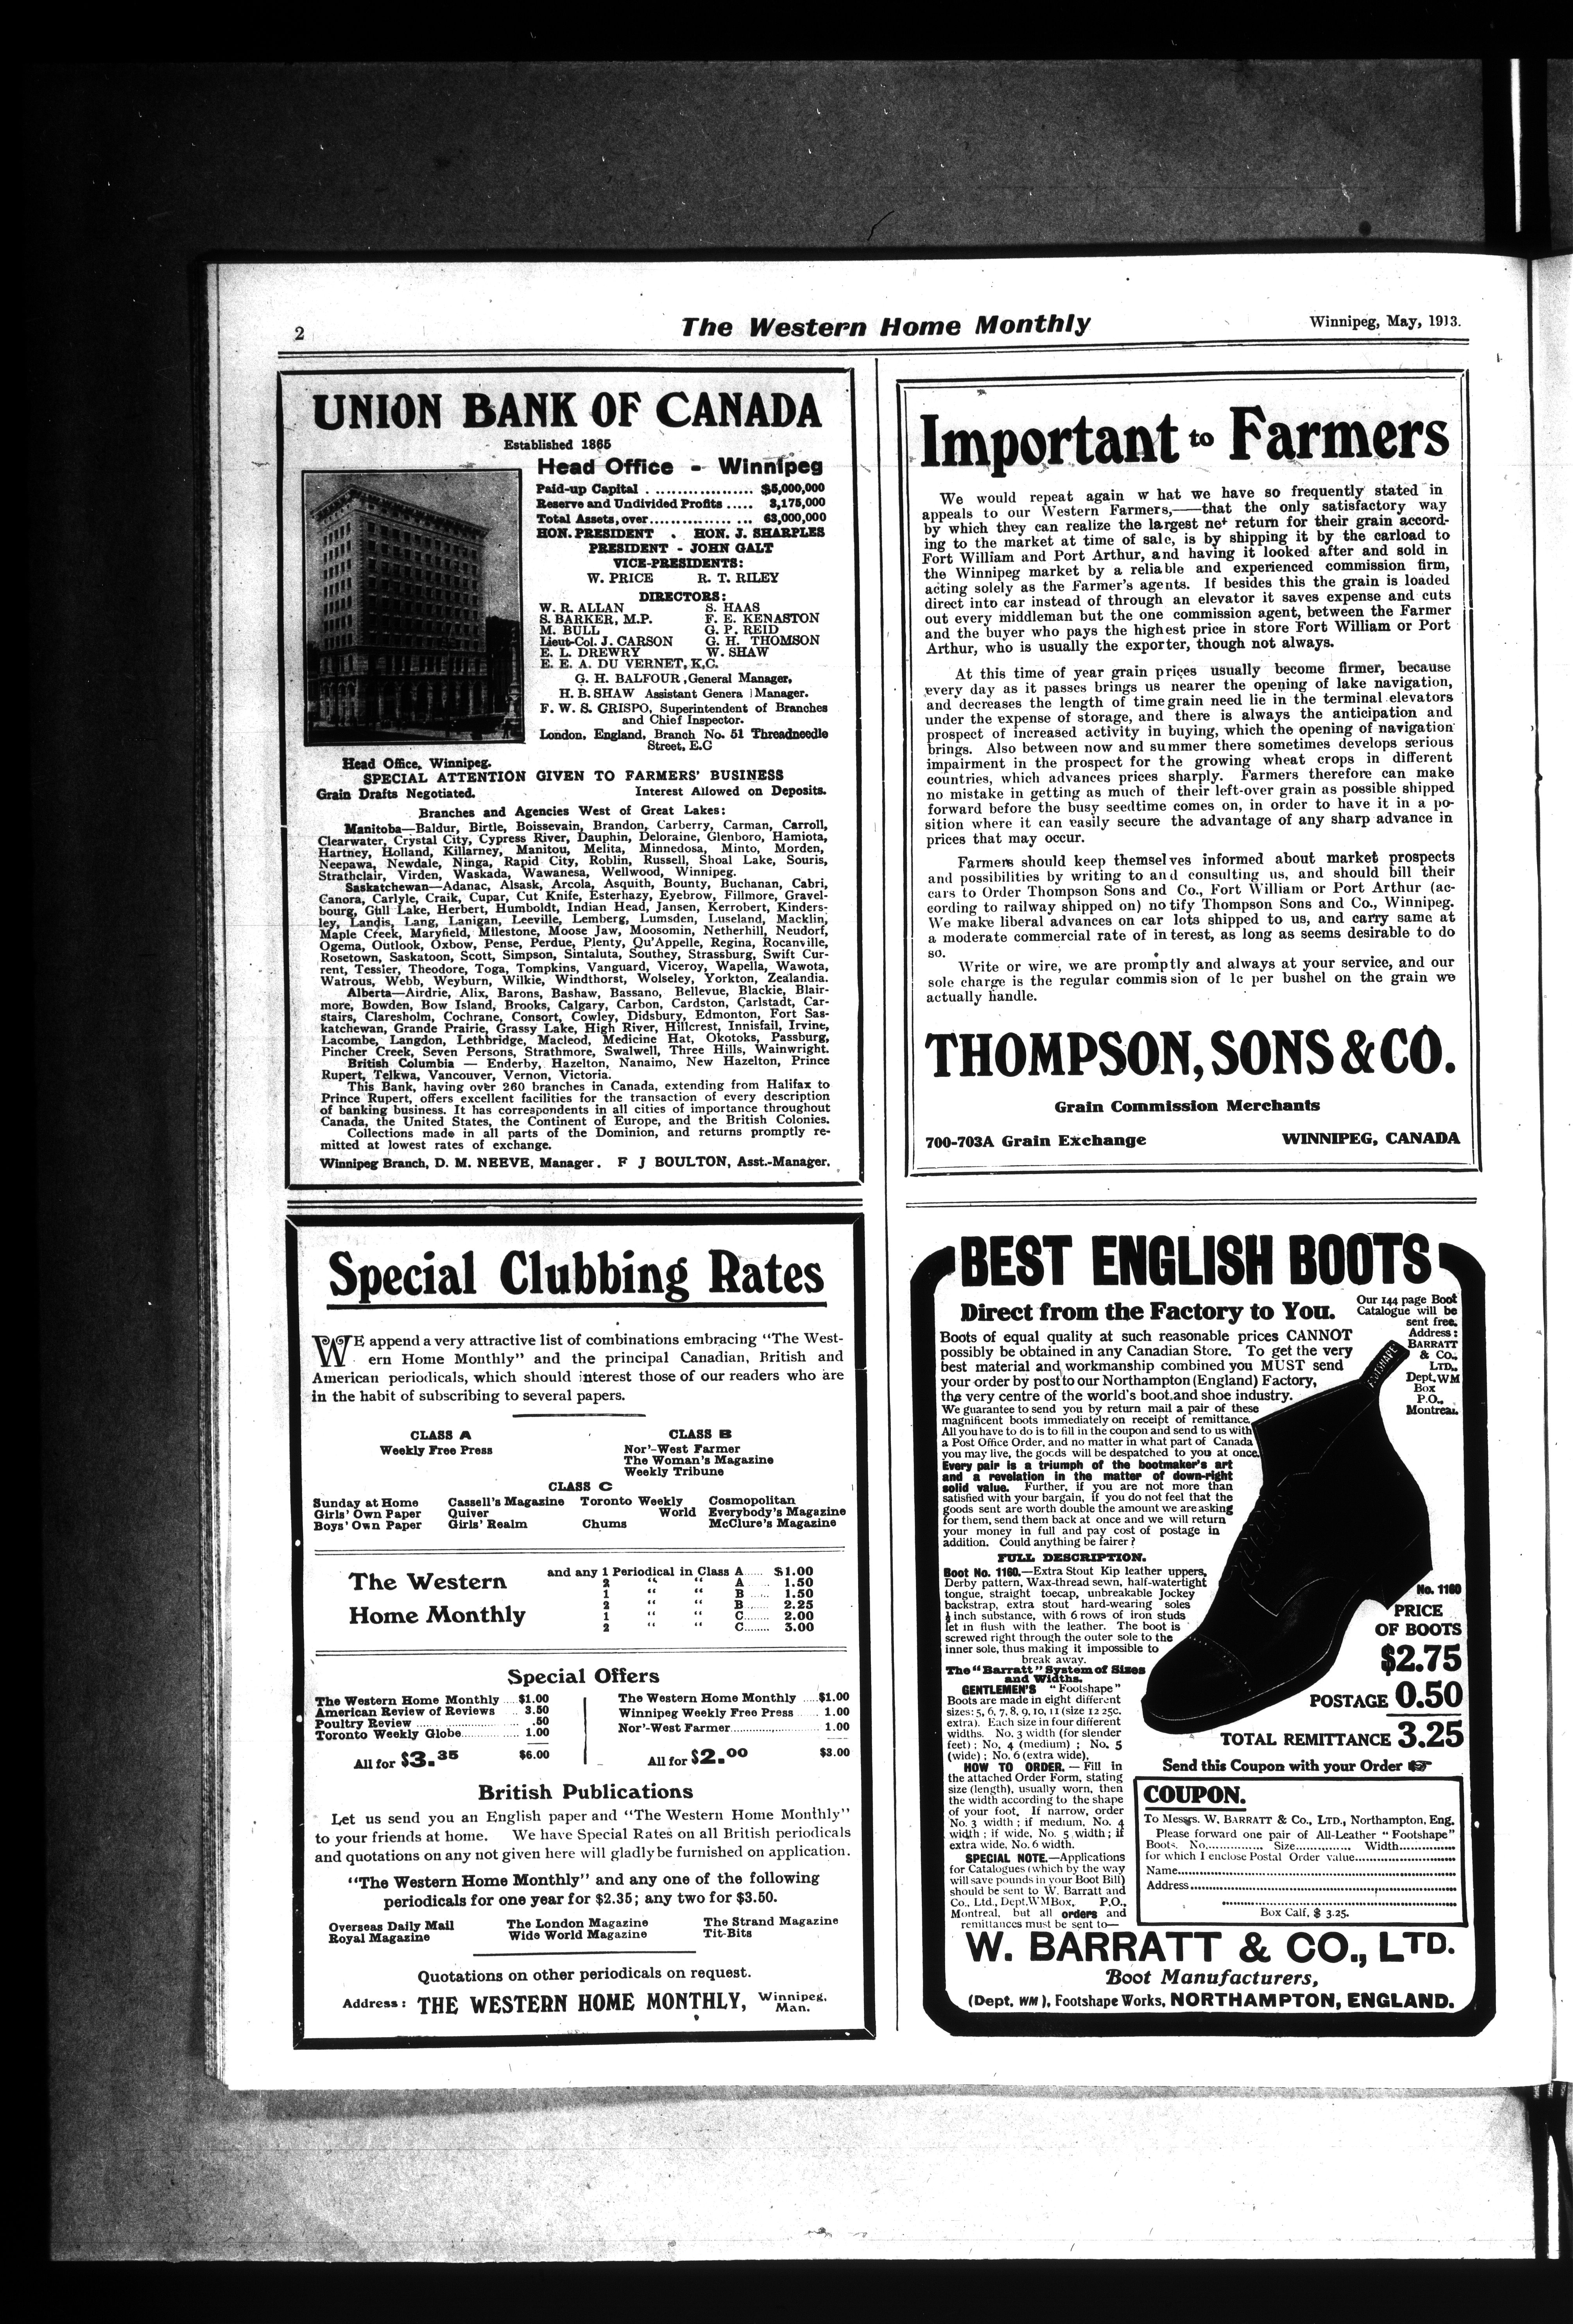 2
The Western Home Monthly
Winnipeg, May, 1913.
UNION BANK OF CANADA
Established 1865
Head Office - Winnipeg
Paid-up Capital . .................. $5,000,000
Reserve and Undivided Profits ..... 3,175,000
Total Assets, over................ ... 63,000,000
HON. PRESIDENT . HON. J. SHARPLES
PRESIDENT - JOHN GALT
VICE-PRESIDENTS:
W. PRICE R. T. RILEY
DIRECTORS:
W. R. ALLAN S. HAAS
S. BARKER, M.P. F. E. KENASTON
M. BULL G. P. REID
Lieut-Col. J. CARSON G. H. THOMSON
E. L. DREWRY W. SHAW
E. E. A. DU VERNET, K.C.
G. H. BALFOUR, General Manager,
H. B. SHAW Assistant Genera l Manager.
F. W. S. CRISPO, Superintendent of Branches
and Chief Inspector.
London, England, Branch No. 51 Threadneedle
Street, E.C
Head Office, Winnipeg.
SPECIAL ATTENTION GIVEN TO FARMERS' BUSINESS
Grain Drafts Negotiated. Interest Allowed on Deposits.
Branches and Agencies West of Great Lakes:
Manitoba—Baldur, Birtle, Boissevain, Brandon, Carberry, Carman, Carroll,
Clearwater, Crystal City, Cypress River, Dauphin, Deloraine, Glenboro, Hamiota,
Hartney, Holland, Killarney, Manitou, Melita, Minnedosa, Minto, Morden,
Neepawa, Newdale, Ninga, Rapid City, Roblin, Russell, Shoal Lake, Souris,
Strathclair, Virden, Waskada, Wawanesa, Wellwood, Winnipeg.
Saskatchewan—Adanac, Alsask, Arcola, Asquith, Bounty, Buchanan, Cabri,
Canora, Carlyle, Craik, Cupar, Cut Knife, Esterhazy, Eyebrow, Fillmore, Gravel-
bourg, Gull Lake, Herbert, Humboldt, Indian Head, Jansen, Kerrobert, Kinders-
ley, Landis, Lang, Lanigan, Leeville, Lemberg, Lumsden, Luseland, Macklin,
Maple Creek, Maryfield, Milestone, Moose Jaw, Moosomin, Netherhill, Neudorf,
Ogema, Outlook, Oxbow, Pense, Perdue, Plenty, Qu'Appelle, Regina, Rocanville,
Rosetown, Saskatoon, Scott, Simpson, Sintaluta, Southey, Strassburg, Swift Cur-
rent, Tessier, Theodore, Toga, Tompkins, Vanguard, Viceroy, Wapella, Wawota,
Watrous, Webb, Weyburn, Wilkie, Windthorst, Wolseley, Yorkton, Zealandia.
Alberta—Airdrie, Alix, Barons, Bashaw, Bassano, Bellevue, Blackie, Blair-
more, Bowden, Bow Island, Brooks, Calgary, Carbon, Cardston, Carlstadt, Car-
stairs, Claresholm, Cochrane, Consort, Cowley, Didsbury, Edmonton, Fort Sas-
katchewan, Grande Prairie, Grassy Lake, High River, Hillcrest, Innisfail, Irvine,
Lacombe, Langdon, Lethbridge, Macleod, Medicine Hat, Okotoks, Passburg,
Pincher Creek, Seven Persons, Strathmore, Swalwell, Three Hills, Wainwright.
British Columbia — Enderby, Hazelton, Nanaimo, New Hazelton, Prince
Rupert, Telkwa, Vancouver, Vernon, Victoria.
This Bank, having over 260 branches in Canada, extending from Halifax to
Prince Rupert, offers excellent facilities for the transaction of every description
of banking business. It has correspondents in all cities of importance throughout
Canada, the United States, the Continent of Europe, and the British Colonies.
Collections made in all parts of the Dominion, and returns promptly re-
mitted at lowest rates of exchange.
Winnipeg Branch, D. M. NEEVE, Manager. F J BOULTON, Asst.-Manager.
Special Clubbing Rates
WE append a very attractive list of combinations embracing "The West-
ern Home Monthly" and the principal Canadian, British and
American periodicals, which should interest those of our readers who are
in the habit of subscribing to several papers.
CLASS A CLASS B
Weekly Free Press Nor'-West Farmer
The Woman's Magazine
Weekly Tribune
CLASS C
Sunday at Home Cassell's Magazine Toronto Weekly Cosmopolitan
Girls' Own Paper Quiver World Everybody's Magazine
Boys' Own Paper Girls' Realm Chums McClure's Magazine
The Western
Home Monthly
and any 1 Periodical in Class A...... $1.00
2 " " A ...... 1.50
1 " " B ...... 1.50
2 " " B ...... 2.25
1 " " C........ 2.00
2 " " C........ 3.00
Special Offers
The Western Home Monthly ....$1.00
American Review of Reviews .. 3.50
Poultry Review ............................ .50
Toronto Weekly Globe.................. 1.00
All for $3.35 $6.00
The Western Home Monthly .....$1.00
Winnipeg Weekly Free Press ..... 1.00
Nor'-West Farmer........................ 1.00
All for $2.00 $3.00
British Publications
Let us send you an English paper and "The Western Home Monthly"
to your friends at home. We have Special Rates on all British periodicals
and quotations on any not given here will gladly be furnished on application.
"The Western Home Monthly" and any one of the following
periodicals for one year for $2.35; any two for $3.50.
Overseas Daily Mail The London Magazine The Strand Magazine
Royal Magazine Wide World Magazine Tit-Bits
Quotations on other periodicals on request.
Address: THE WESTERN HOME MONTHLY, Winnipeg, Man.
Important to Farmers
We would repeat again w hat we have so frequently stated in
appeals to our Western Farmers,——that the only satisfactory way
by which they can realize the largest net return for their grain accord-
ing to the market at time of sale, is by shipping it by the carload to
Fort William and Port Arthur, and having it looked after and sold in
the Winnipeg market by a reliable and experienced commission firm,
acting solely as the Farmer's agents. If besides this the grain is loaded
direct into car instead of through an elevator it saves expense and cuts
out every middleman but the one commission agent, between the Farmer
and the buyer who pays the highest price in store Fort William or Port
Arthur, who is usually the exporter, though not always.
At this time of year grain prices usually become firmer, because
every day as it passes brings us nearer the opening of lake navigation,
and decreases the length of time grain need lie in the terminal elevators
under the expense of storage, and there is always the anticipation and
prospect of increased activity in buying, which the opening of navigation
brings. Also between now and summer there sometimes develops serious
impairment in the prospect for the growing wheat crops in different
countries, which advances prices sharply. Farmers therefore can make
no mistake in getting as much of their left-over grain as possible shipped
forward before the busy seedtime comes on, in order to have it in a po-
sition where it can easily secure the advantage of any sharp advance in
prices that may occur.
Farmers should keep themselves informed about market prospects
and possibilities by writing to and consulting us, and should bill their
cars to Order Thompson Sons and Co., Fort William or Port Arthur (ac-
cording to railway shipped on) notify Thompson Sons and Co., Winnipeg.
We make liberal advances on car lots shipped to us, and carry same at
a moderate commercial rate of interest, as long as seems desirable to do
so.
Write or wire, we are promptly and always at your service, and our
sole charge is the regular commission of 1c per bushel on the grain we
actually handle.
THOMPSON, SONS & CO.
Grain Commission Merchants
700-703A Grain Exchange WINNIPEG, CANADA
BEST ENGLISH BOOTS
Direct from the Factory to You.
Our 144 page Boot
Catalogue will be
sent free.
Address:
BARRATT
& Co.,
LTD.,
Dept. WM
Box
P.O.,
Montreal.
Boots of equal quality at such reasonable prices CANNOT
possibly be obtained in any Canadian Store. To get the very
best material and workmanship combined you MUST send
your order by post to our Northampton (England) Factory,
the very centre of the world's boot and shoe industry.
We guarantee to send you by return mail a pair of these
magnificent boots immediately on receipt of remittance.
All you have to do is to fill in the coupon and send to us with
a Post Office Order, and no matter in what part of Canada
you may live, the goods will be despatched to you at once.
Every pair is a triumph of the bootmaker's art
and a revelation in the matter of down-right
solid value. Further, if you are not more than
satisfied with your bargain, if you do not feel that the
goods sent are worth double the amount we are asking
for them, send them back at once and we will return
your money in full and pay cost of postage in
addition. Could anything be fairer?
FOOTSHAPE
FULL DESCRIPTION.
Boot No. 1160.—Extra Stout Kip leather uppers,
Derby pattern, Wax-thread sewn, half-watertight
tongue, straight toecap, unbreakable Jockey
backstrap, extra stout hard-wearing soles
½ inch substance, with 6 rows of iron studs
let in flush with the leather. The boot is
screwed right through the outer sole to the
inner sole, thus making it impossible to
break away.
The "Barratt" System of Sizes
and Widths.
GENTLEMEN'S "Footshape"
Boots are made in eight different
sizes: 5, 6, 7, 8, 9, 10, 11 (size 12 25c.
extra). Each size in four different
widths. No. 3 width (for slender
feet); No. 4 (medium); No. 5
(wide); No. 6 (extra wide),
HOW TO ORDER. — Fill in
the attached Order Form, stating
size (length), usually worn, then
the width according to the shape
of your foot. If narrow, order
No. 3 width; if medium, No. 4
width; if wide, No. 5 width; if
extra wide, No. 6 width.
SPECIAL NOTE.—Applications
for Catalogues (which by the way
will save pounds in your Boot Bill)
should be sent to W. Barratt and
Co., Ltd., Dept. WM Box, P.O.,
Montreal, but all orders and
remittances must be sent to—
No. 1160
PRICE
OF BOOTS
$2.75
POSTAGE 0.50
TOTAL REMITTANCE 3.25
Send this Coupon with your Order
COUPON.
To Messrs. W. BARRATT & Co., LTD., Northampton, Eng.
Please forward one pair of All-Leather "Footshape"
Boots. No............... Size.............. Width..............
for which I enclose Postal Order value.........................
Name......................................................................
Address...................................................................
Box Calf, $ 3.25.
W. BARRATT & CO., LTD.
Boot Manufacturers,
(Dept. WM), Footshape Works, NORTHAMPTON, ENGLAND.